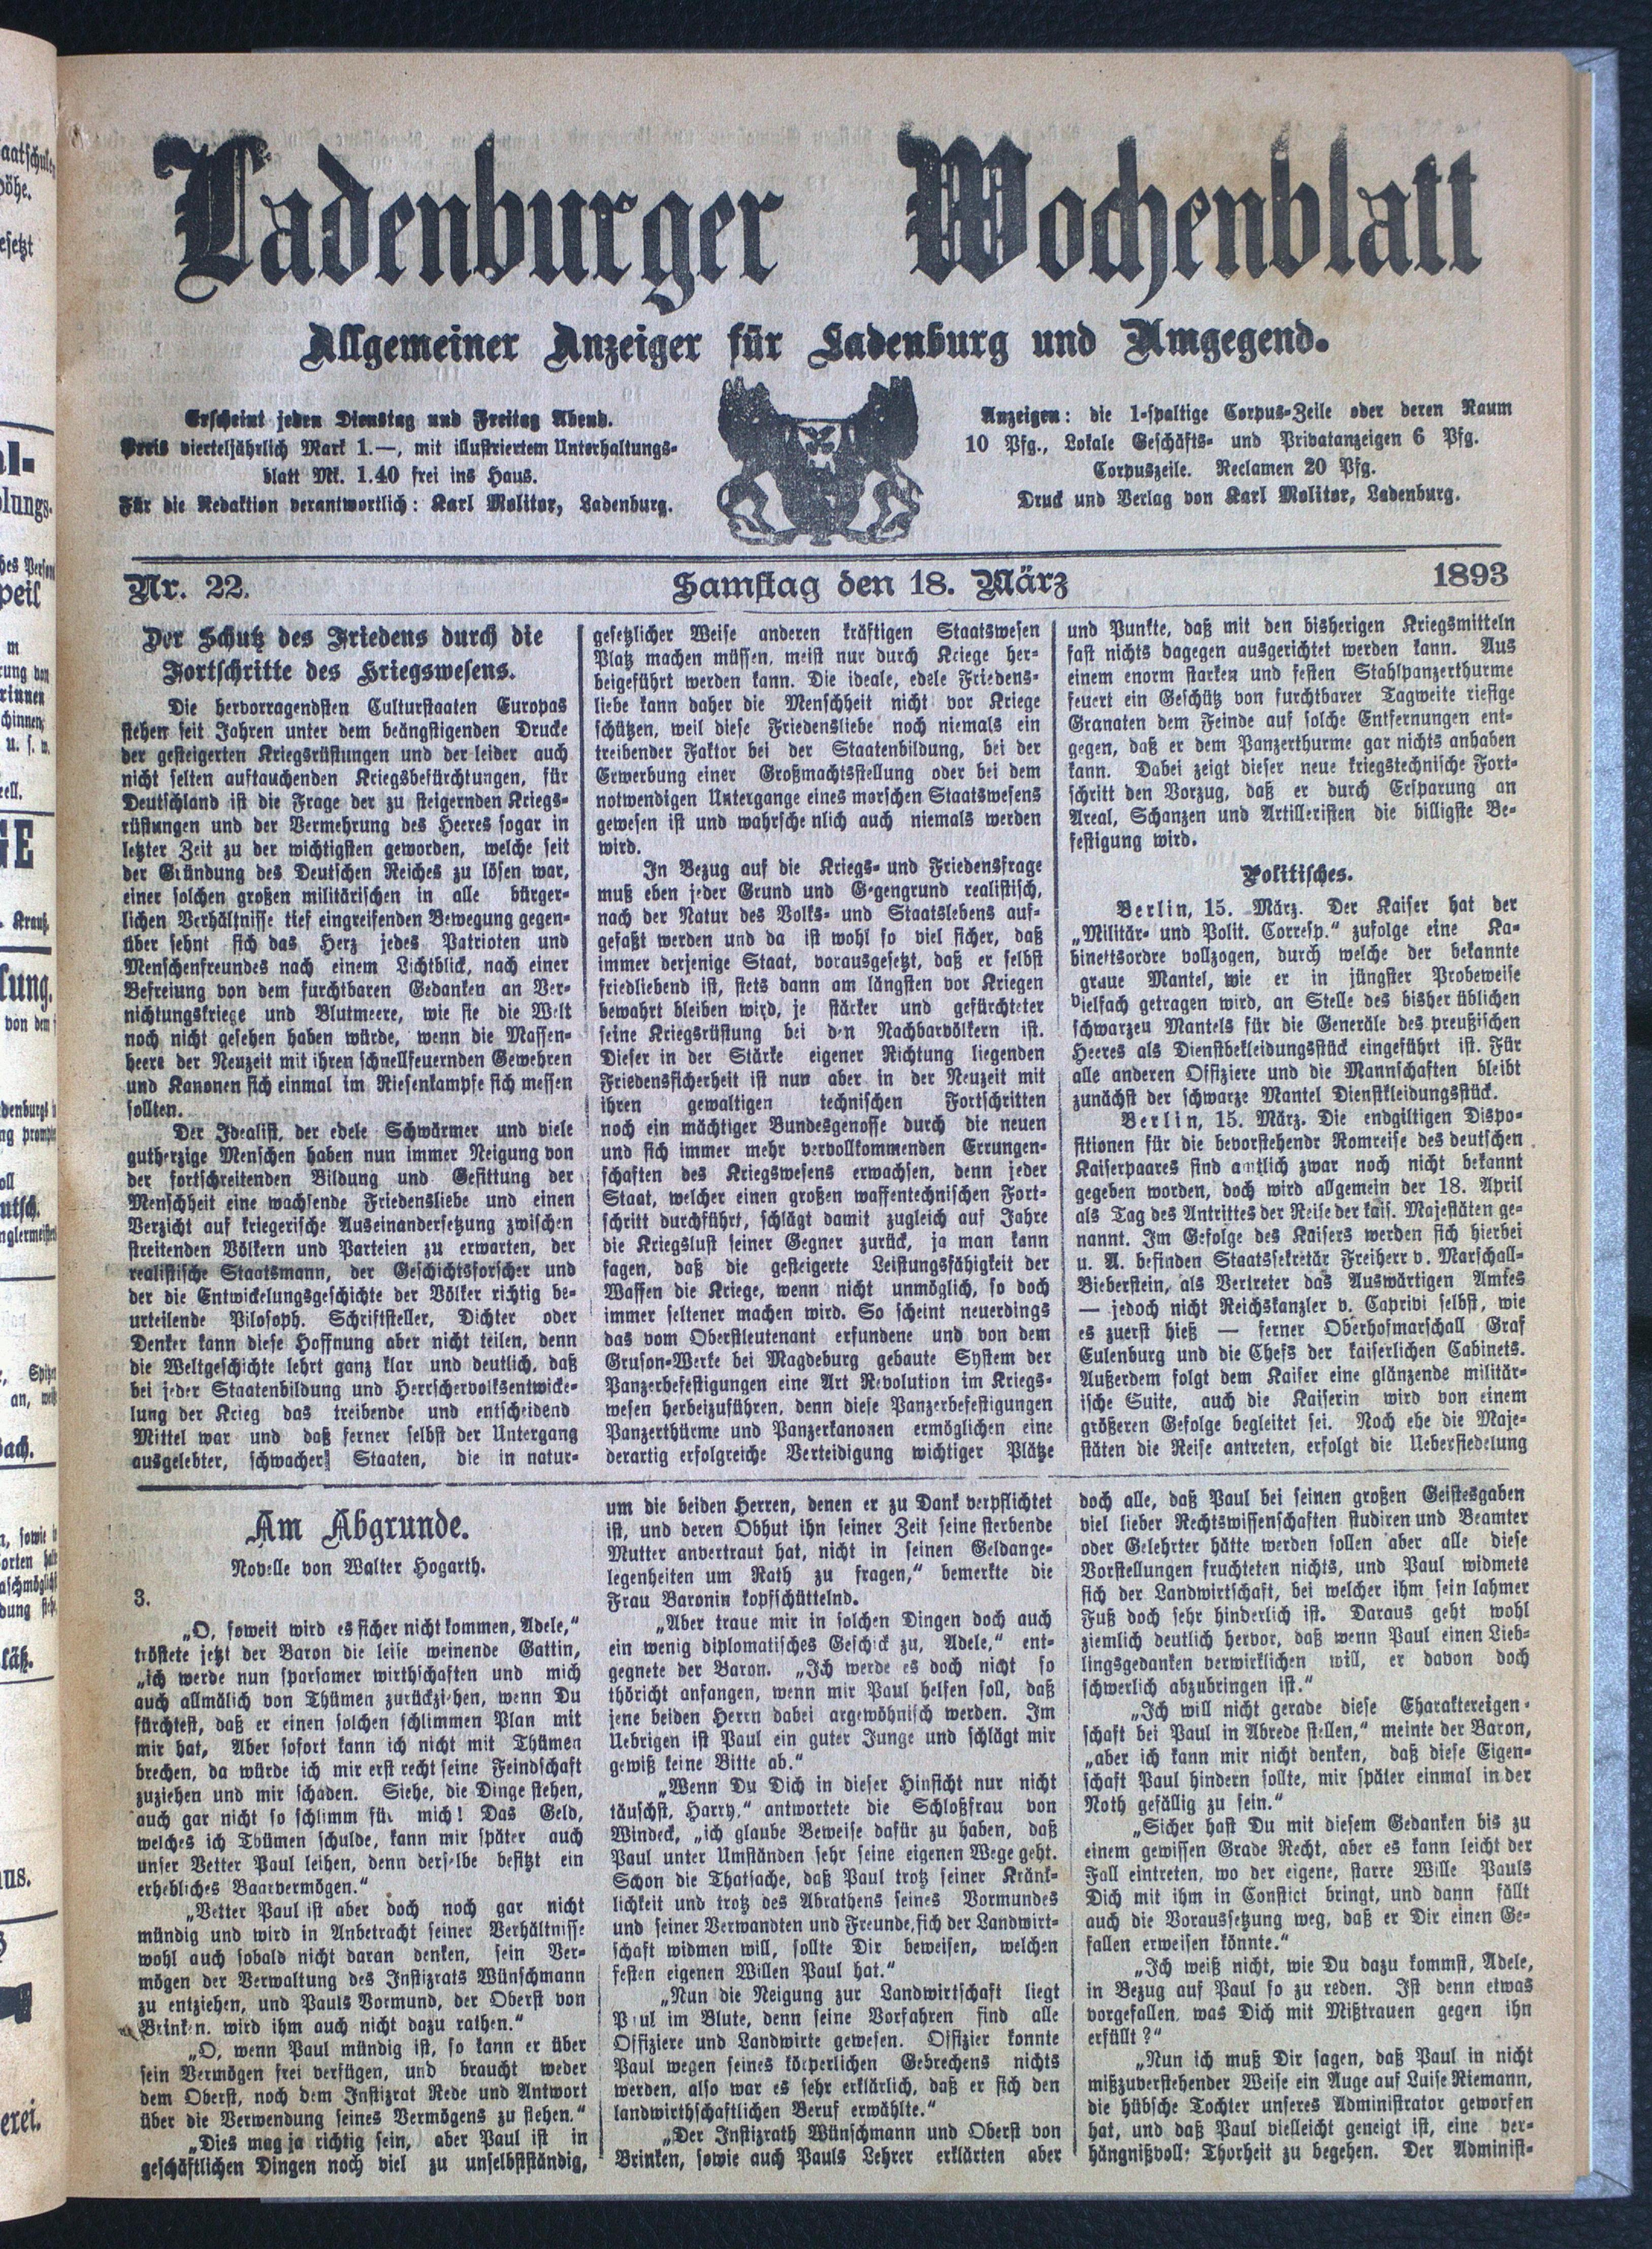 Ladenburger Wochenblatt
Allgemeiner Anzeiger für Ladenburg und Umgegend.
Erscheint jeden Dienstag und Freitag Abend.
Preis vierteljährlich Mark 1.—, mit illustriertem Unterhaltungs-
blatt Mk. 1.40 frei ins Haus.
Für die Redaktion verantwortlich: Karl Molitor, Ladenburg.
Anzeigen: die 1-spaltige Corpus-Zeile oder deren Raum
10 Pfg., Lokale Geschäfts- und Privatanzeigen 6 Pfg.
Corpuszeile. Reclamen 20 Pfg.
Druck und Verlag von Karl Molitor, Ladenburg.
Nr. 22.
Samstag den 18. März
1893
Der Schutz des Friedens durch die
Fortschritte des Kriegswesens.
Die hervorragendsten Culturstaaten Europas
stehen seit Jahren unter dem beängstigenden Drucke
der gesteigerten Kriegsrüstungen und der leider auch
nicht selten auftauchenden Kriegsbefürchtungen, für
Deutschland ist die Frage der zu steigernden Kriegs-
rüstungen und der Vermehrung des Heeres sogar in
letzter Zeit zu der wichtigsten geworden, welche seit
der Gründung des Deutschen Reiches zu lösen war,
einer solchen großen militärischen in alle bürger-
lichen Verhältnisse tief eingreifenden Bewegung gegen-
über sehnt sich das Herz jedes Patrioten und
Menschenfreundes nach einem Lichtblick, nach einer
Befreiung von dem furchtbaren Gedanken an Ver-
nichtungskriege und Blutmeere, wie sie die Welt
noch nicht gesehen haben würde, wenn die Massen-
heere der Neuzeit mit ihren schnellfeuernden Gewehren
und Kanonen sich einmal im Riesenkampfe sich messen
sollten.
Der Idealist, der edele Schwärmer und viele
gutherzige Menschen haben nun immer Neigung von
der fortschreitenden Bildung und Gesittung der
Menschheit eine wachsende Friedensliebe und einen
Verzicht auf kriegerische Auseinandersetzung zwischen
streitenden Völkern und Parteien zu erwarten, der
realistische Staatsmann, der Geschichtsforscher und
der die Entwickelungsgeschichte der Völker richtig be-
urteilende Pilosoph. Schriftsteller, Dichter oder
Denker kann diese Hoffnung aber nicht teilen, denn
die Weltgeschichte lehrt ganz klar und deutlich, daß
bei jeder Staatenbildung und Herrschervolksentwicke-
lung der Krieg das treibende und entscheidend
Mittel war und daß ferner selbst der Untergang
ausgelebter, schwacher Staaten, die in natur-
gesetzlicher Weise anderen kräftigen Staatswesen
Platz machen müssen, meist nur durch Kriege her-
beigeführt werden kann. Die ideale, edele Friedens-
liebe kann daher die Menschheit nicht vor Kriege
schützen, weil diese Friedensliebe noch niemals ein
treibender Faktor bei der Staatenbildung, bei der
Erwerbung einer Großmachtsstellung oder bei dem
notwendigen Untergange eines morschen Staatswesens
gewesen ist und wahrsche nlich auch niemals werden
wird.
In Bezug auf die Kriegs- und Friedensfrage
muß eben jeder Grund und Gegengrund realistisch,
nach der Natur des Volks- und Staatslebens auf-
gefaßt werden und da ist wohl so viel sicher, daß
immer derjenige Staat, vorausgesetzt, daß er selbst
friedliebend ist, stets dann am längsten vor Kriegen
bewahrt bleiben wird, je stärker und gefürchteter
seine Kriegsrüstung bei den Nachbarvölkern ist.
Dieser in der Stärke eigener Richtung liegenden
Friedensficherheit ist nun aber in der Neuzeit mit
ihren gewaltigen technischen Fortschritten
noch ein mächtiger Bundesgenosse durch die neuen
und sich immer mehr vervollkommenden Errungen-
schaften des Kriegswesens erwachsen, denn jeder
Staat, welcher einen großen waffentechnischen Fort-
schritt durchführt, schlägt damit zugleich auf Jahre
die Kriegslust seiner Gegner zurück, ja man kann
sagen, daß die gesteigerte Leistungsfähigkeit der
Waffen die Kriege, wenn nicht unmöglich, so doch
immer seltener machen wird. So scheint neuerdings
das vom Oberstleutenant erfundene und von dem
Gruson-Werke bei Magdeburg gebaute System der
Panzerbefestigungen eine Art Revolution im Kriegs-
wesen herbeizuführen, denn diese Panzerbefestigungen
Panzerthürme und Panzerkanonen ermöglichen eine
derartig erfolgreiche Verteidigung wichtiger Plätze
und Punkte, daß mit den bisherigen Kriegsmitteln
fast nichts dagegen ausgerichtet werden kann. Aus
einem enorm starken und festen Stahlpanzerthurme
feuert ein Geschütz von furchtbarer Tagweite riesige
Granaten dem Feinde auf solche Entfernungen ent-
gegen, daß er dem Panzerthurme gar nichts anhaben
kann. Dabei zeigt dieser neue kriegstechnische Fort-
schritt den Vorzug, daß er durch Ersparung an
Areal, Schanzen und Artilleristen die billigste Be-
festigung wird.
Politisches.
Berlin, 15. März. Der Kaiser hat der
„Militär- und Polit. Corresp.“ zufolge eine Ka-
binettsordre vollzogen, durch welche der bekannte
graue Mantel, wie er in jüngster Probeweise
vielfach getragen wird, an Stelle des bisher üblichen
schwarzen Mantels für die Generäle des preußischen
Heeres als Dienstbekleidungsstück eingeführt ist. Für
alle anderen Offiziere und die Mannschaften bleibt
zunächst der schwarze Mantel Dienstkleidungsstück.
Berlin, 15. März. Die endgiltigen Dispo-
sitionen für die bevorstehendr Romreise des deutschen
Kaiserpaares sind amtlich zwar noch nicht bekannt
gegeben worden, doch wird allgemein der 18. April
als Tag des Antrittes der Reise der kais. Majestäten ge-
nannt. Im Gefolge des Kaisers werden sich hierbei
u. A. befinden Staatssekretär Freiherr v. Marschall-
Bieberstein, als Vertreter das Auswärtigen Amtes
— jedoch nicht Reichskanzler v. Caprivi selbst, wie
es zuerst hieß — ferner Oberhofmarschall Graf
Eulenburg und die Chefs der kaiserlichen Cabinets.
Außerdem folgt dem Kaiser eine glänzende militär-
ische Suite, auch die Kaiserin wird von einem
größeren Gefolge begleitet sei. Noch ehe die Maje-
stäten die Reise antreten, erfolgt die Uebersiedelung
Am Abgrunde.
Novelle von Walter Hogarth.
3.
„O, soweit wird es sicher nicht kommen, Adele,“
tröstete jetzt der Baron die leise weinende Gattin,
„ich werde nun sparsamer wirthschaften und mich
auch allmälich von Thümen zurückziehen, wenn Du
fürchtest, daß er einen solchen schlimmen Plan mit
mir hat, Aber sofort kann ich nicht mit Thümen
brechen, da würde ich mir erst recht seine Feindschaft
zuziehen und mir schaden. Siehe, die Dinge stehen,
auch gar nicht so schlimm für mich! Das Geld,
welches ich Thümen schulde, kann mir später auch
unser Vetter Paul leihen, denn derselbe besitzt ein
erhebliches Baarvermögen.“
„Vetter Paul ist aber doch noch gar nicht
mündig und wird in Anbetracht seiner Verhältnisse
wohl auch sobald nicht daran denken, sein Ver-
mögen der Verwaltung des Instizrats Wünschmann
zu entziehen, und Pauls Vormund, der Oberst von
Brinken. wird ihm auch nicht dazu rathen.“
„O, wenn Paul mündig ist, so kann er über
sein Vermögen frei verfügen, und braucht weder
dem Oberst, noch dem Instizrat Rede und Antwort
über die Verwendung seines Vermögens zu stehen.“
„Dies mag ja richtig sein, aber Paul ist in
geschäftlichen Dingen noch viel zu unselbstständig,
um die beiden Herren, denen er zu Dank verpflichtet
ist, und deren Obhut ihn seiner Zeit seine sterbende
Mutter anvertraut hat, nicht in seinen Geldange-
legenheiten um Rath zu fragen,“ bemerkte die
Frau Baronin kopfschüttelnd.
„Aber traue mir in solchen Dingen doch auch
ein wenig diplomatisches Geschick zu, Adele,“ ent-
gegnete der Baron. „Ich werde es doch nicht so
thöricht anfangen, wenn mir Paul helfen soll, daß
jene beiden Herrn dabei argewöhnisch werden. Im
Uebrigen ist Paul ein guter Junge und schlägt mir
gewiß keine Bitte ab.“
„Wenn Du Dich in dieser Hinsicht nur nicht
täuschst, Harry,“ antwortete die Schloßfrau von
Windeck, „ich glaube Beweise dafür zu haben, daß
Paul unter Umständen sehr seine eigenen Wege geht.
Schon die Thatsache, daß Paul trotz seiner Kränk-
lichkeit und trotz des Abrathens seines Vormundes
und seiner Verwandten und Freunde, sich der Landwirt-
schaft widmen will, sollte Dir beweisen, welchen
festen eigenen Willen Paul hat.“
„Nun die Neigung zur Landwirtschaft liegt
P ul im Blute, denn seine Vorfahren sind alle
Offiziere und Landwirte gewesen. Offizier konnte
Paul wegen seines körperlichen Gebrechens nichts
werden, also war es sehr erklärlich, daß er sich den
landwirthschaftlichen Beruf erwählte.“
„Der Instizrath Wünschmann und Oberst von
Brinken, sowie auch Pauls Lehrer erklärten aber
doch alle, daß Paul bei seinen großen Geistesgaben
viel lieber Rechtswissenschaften studiren und Beamter
oder Gelehrter hätte werden sollen aber alle diese
Vorstellungen fruchteten nichts, und Paul widmete
sich der Landwirtschaft, bei welcher ihm sein lahmer
Fuß doch sehr hinderlich ist. Daraus geht wohl
ziemlich deutlich hervor, daß wenn Paul einen Lieb-
lingsgedanken verwirklichen will, er davon doch
schwerlich abzubringen ist.“
„Ich will nicht gerade diese Charaktereigen-
schaft bei Paul in Abrede stellen,“ meinte der Baron,
„aber ich kann mir nicht denken, daß diese Eigen-
schaft Paul hindern sollte, mir später einmal in der
Noth gefällig zu sein.“
„Sicher hast Du mit diesem Gedanken bis zu
einem gewissen Grade Recht, aber es kann leicht der
Fall eintreten, wo der eigene, starre Wille Pauls
Dich mit ihm in Constict bringt, und dann fällt
auch die Voraussetzung weg, daß er Dir einen Ge-
fallen erweisen könnte.“
„Ich weiß nicht, wie Du dazu kommst, Adele,
in Bezug auf Paul so zu reden. Ist denn etwas
vorgefallen, was Dich mit Mißtrauen gegen ihn
erfüllt?“
„Nun ich muß Dir sagen, daß Paul in nicht
mißzuverstehender Weise ein Auge auf Luise Riemann,
die hübsche Tochter unseres Administrator geworfen
hat, und daß Paul vielleicht geneigt ist, eine ver-
hängnißvolle Thorheit zu begehen. Der Administ-